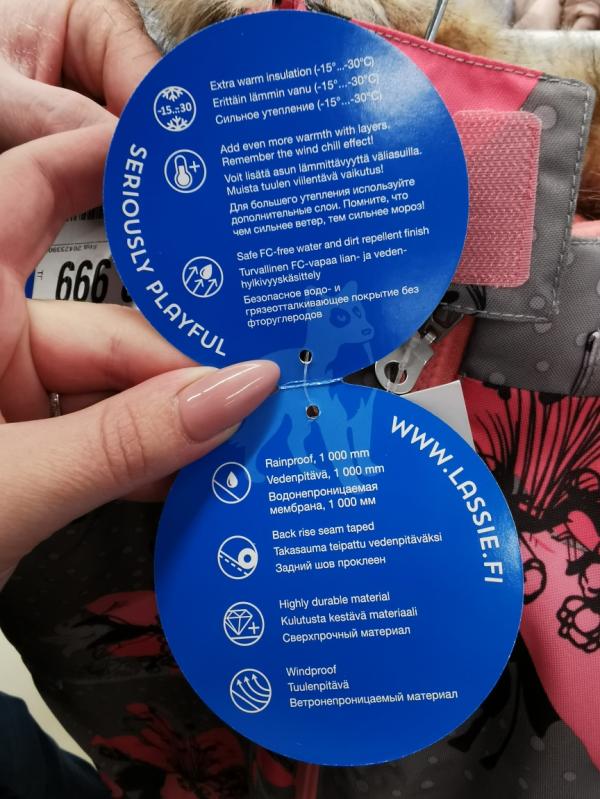 -15..-30
Extra warm insulation (-15°...-30°C)
Erittäin lämmin vanu (-15°...-30°C)
Сильное утепление (-15°...-30°C)
Add even more warmth with layers.
Remember the wind chill effect!
Voit lisätä asun lämmittävyyttä väliasuilla.
Muista tuulen viilentävä vaikutus!
Для большего утепления используйте
дополнительные слои. Помните, что
чем сильнее ветер, тем сильнее мороз!
Safe FC-free water and dirt repellent finish
Turvallinen FC-vapaa lian- ja veden-
hylkivyyskäsittely
Безопасное водо- и
грязеотталкивающее покрытие без
фторуглеродов
SERIOUSLY PLAYFUL
999
WWW.LASSIE.FI
Rainproof, 1 000 mm
Vedenpitävä, 1 000 mm
Водонепроницаемая
мембрана, 1 000 мм
Back rise seam taped
Takasauma teipattu vedenpitäväksi
Задний шов проклеен
Highly durable material
Kulutusta kestävä materiaali
Сверхпрочный материал
Windproof
Tuulenpitävä
Ветронепроницаемый материал